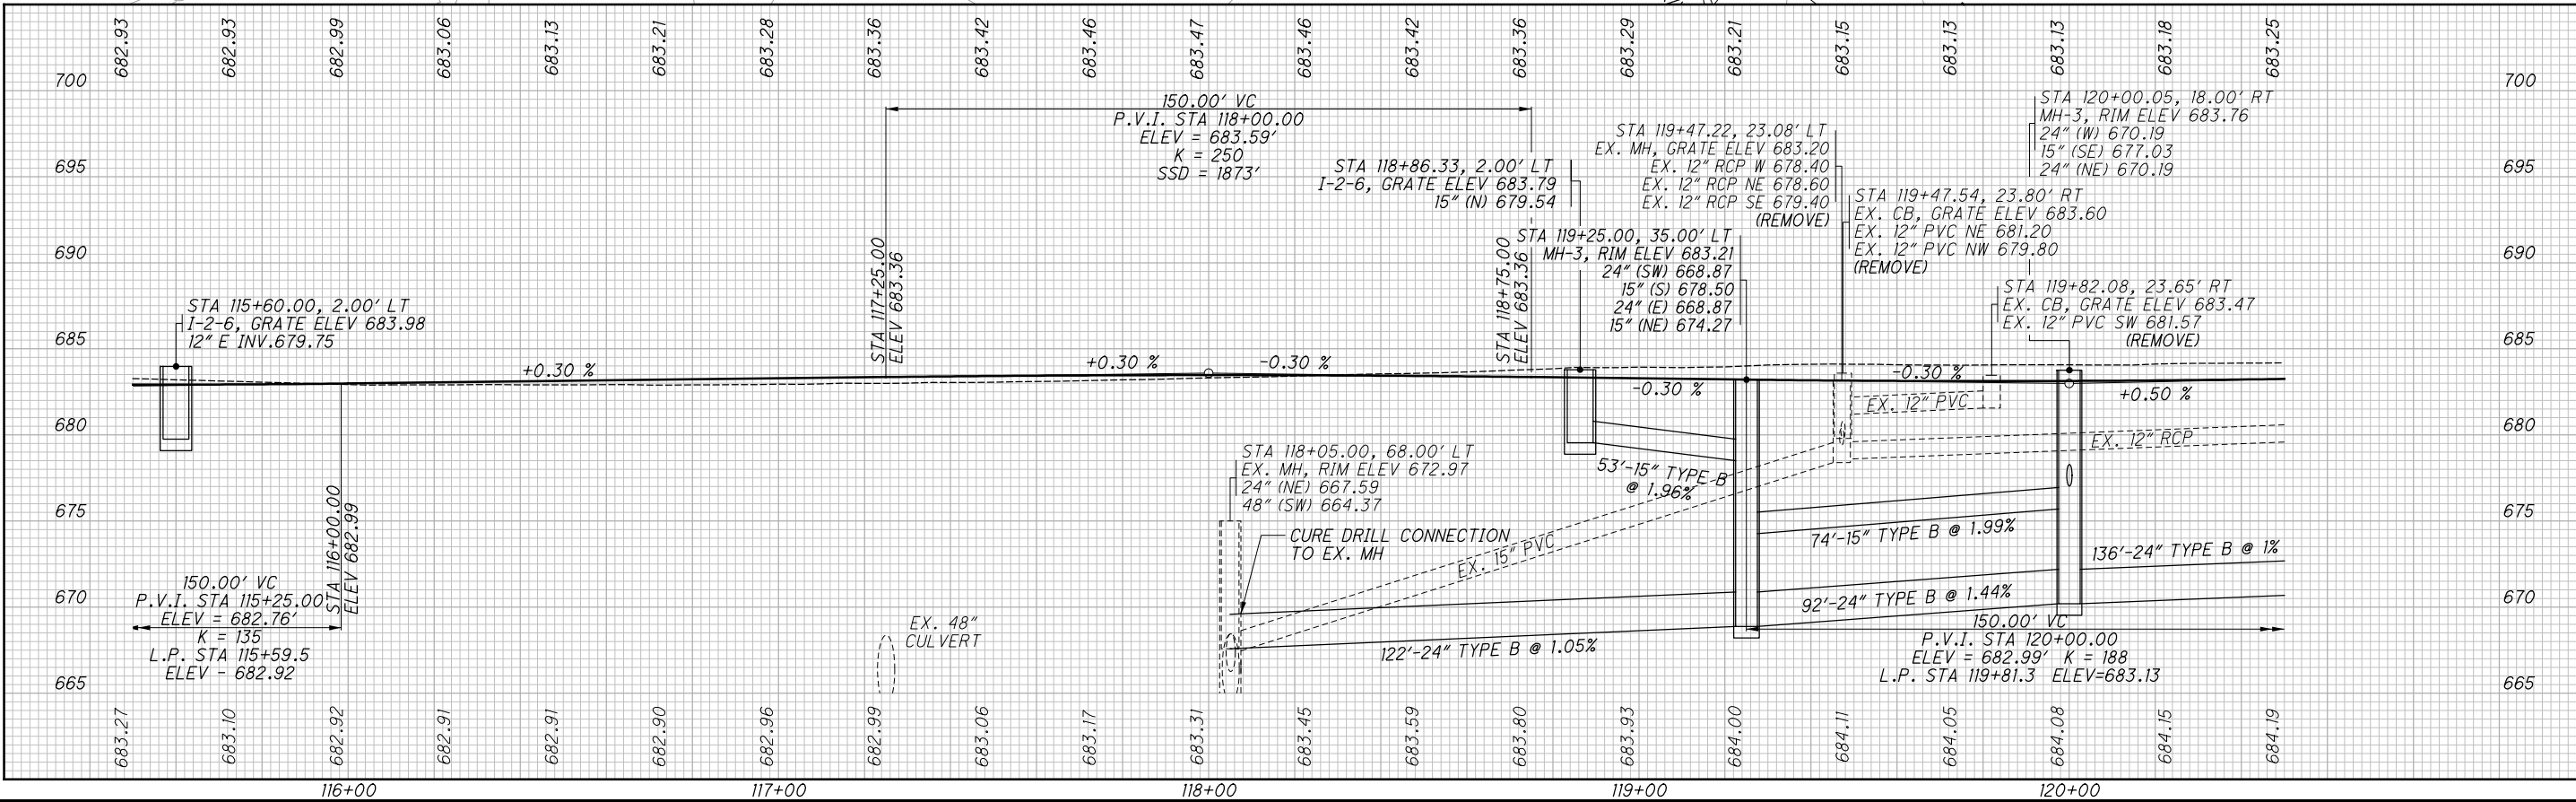 682.93
682.93
682.99
683.06
683.13
683.21
683.28
683.36
683.42
683.46
683.47
683.46
683.42
683.36
683.29
683.21
683.15
683.13
683.13
683.18
683.25
700
695
690
685
680
675
670
665
700
695
690
685
680
675
670
665
STA 115+60.00, 2.00' LT
I-2-6, GRATE ELEV 683.98
12" E INV.679.75
+0.30 %
STA 116+00.00
ELEV 682.99
150.00' VC
P.V.I. STA 115+25.00
ELEV = 682.76'
K = 135
L.P. STA 115+59.5
ELEV - 682.92
STA 117+25.00
ELEV 683.36
150.00' VC
P.V.I. STA 118+00.00
ELEV = 683.59'
K = 250
SSD = 1873'
+0.30 %
-0.30 %
STA 118+75.00
ELEV 683.36
EX. 48"
CULVERT
STA 118+05.00, 68.00' LT
EX. MH, RIM ELEV 672.97
24" (NE) 667.59
48" (SW) 664.37
CURE DRILL CONNECTION
TO EX. MH
STA 118+86.33, 2.00' LT
I-2-6, GRATE ELEV 683.79
15" (N) 679.54
STA 119+25.00, 35.00' LT
MH-3, RIM ELEV 683.21
24" (SW) 668.87
15" (S) 678.50
24" (E) 668.87
15" (NE) 674.27
STA 119+47.22, 23.08' LT
EX. MH, GRATE ELEV 683.20
EX. 12" RCP W 678.40
EX. 12" RCP NE 678.60
EX. 12" RCP SE 679.40
(REMOVE)
STA 119+47.54, 23.80' RT
EX. CB, GRATE ELEV 683.60
EX. 12" PVC NE 681.20
EX. 12" PVC NW 679.80
(REMOVE)
STA 120+00.05, 18.00' RT
MH-3, RIM ELEV 683.76
24" (W) 670.19
15" (SE) 677.03
24" (NE) 670.19
STA 119+82.08, 23.65' RT
EX. CB, GRATE ELEV 683.47
EX. 12" PVC SW 681.57
(REMOVE)
-0.30 %
-0.30 %
+0.50 %
EX. 12" PVC
EX. 12" RCP
53'-15" TYPE B
@ 1.96%
EX. 15" PVC
74'-15" TYPE B @ 1.99%
136'-24" TYPE B @ 1%
92'-24" TYPE B @ 1.44%
122'-24" TYPE B @ 1.05%
150.00' VC
P.V.I. STA 120+00.00
ELEV = 682.99' K = 188
L.P. STA 119+81.3 ELEV=683.13
683.27
683.10
682.92
682.91
682.91
682.90
682.96
682.99
683.06
683.17
683.31
683.45
683.59
683.80
683.93
684.00
684.11
684.05
684.08
684.15
684.19
116+00
117+00
118+00
119+00
120+00